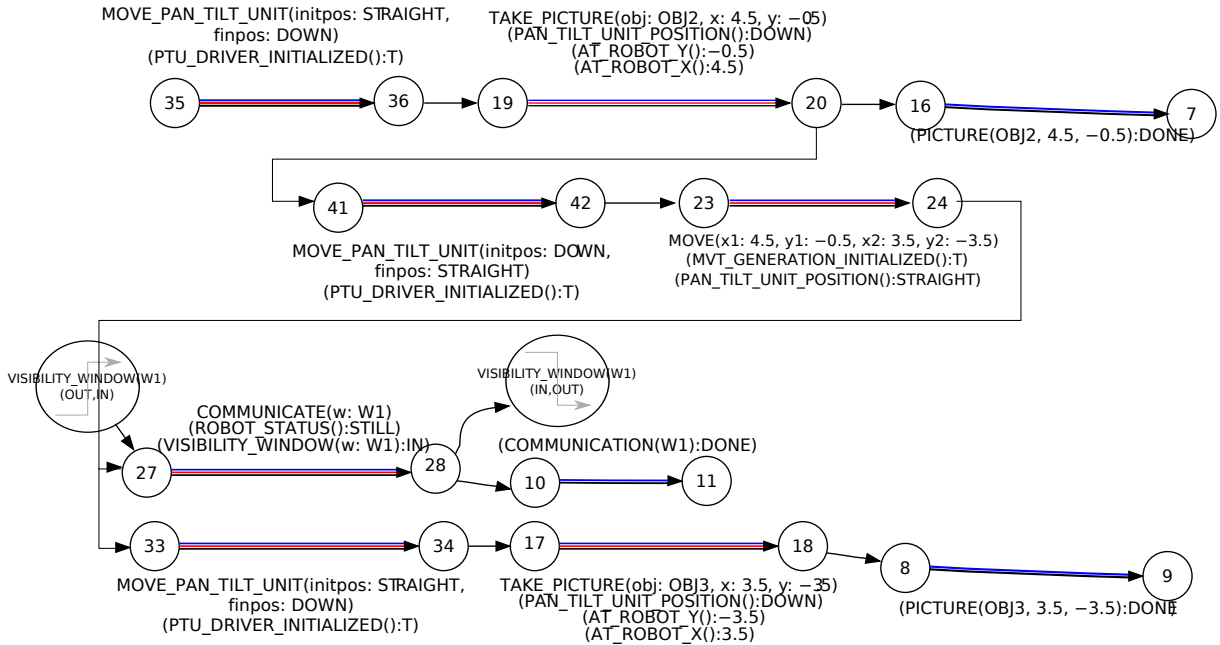 MOVE_PAN_TILT_UNIT(initpos: STRAIGHT,
finpos: DOWN)
(PTU_DRIVER_INITIALIZED():T)
TAKE_PICTURE(obj: OBJ2, x: 4.5, y: −05)
(PAN_TILT_UNIT_POSITION():DOWN)
(AT_ROBOT_Y():−0.5)
(AT_ROBOT_X():4.5)
35
36
19
20
16
7
(PICTURE(OBJ2, 4.5, −0.5):DONE)
41
42
23
24
MOVE_PAN_TILT_UNIT(initpos: DOWN,
finpos: STRAIGHT)
(PTU_DRIVER_INITIALIZED():T)
MOVE(x1: 4.5, y1: −0.5, x2: 3.5, y2: −3.5)
(MVT_GENERATION_INITIALIZED():T)
(PAN_TILT_UNIT_POSITION():STRAIGHT)
VISIBILITY_WINDOW(W1)
(OUT,IN)
VISIBILITY_WINDOW(W1)
(IN,OUT)
COMMUNICATE(w: W1)
(ROBOT_STATUS():STILL)
(VISIBILITY_WINDOW(w: W1):IN)
(COMMUNICATION(W1):DONE)
27
28
10
11
33
34
17
18
8
9
MOVE_PAN_TILT_UNIT(initpos: STRAIGHT,
finpos: DOWN)
(PTU_DRIVER_INITIALIZED():T)
TAKE_PICTURE(obj: OBJ3, x: 3.5, y: −3.5)
(PAN_TILT_UNIT_POSITION():DOWN)
(AT_ROBOT_Y():−3.5)
(AT_ROBOT_X():3.5)
(PICTURE(OBJ3, 3.5, −3.5):DONE